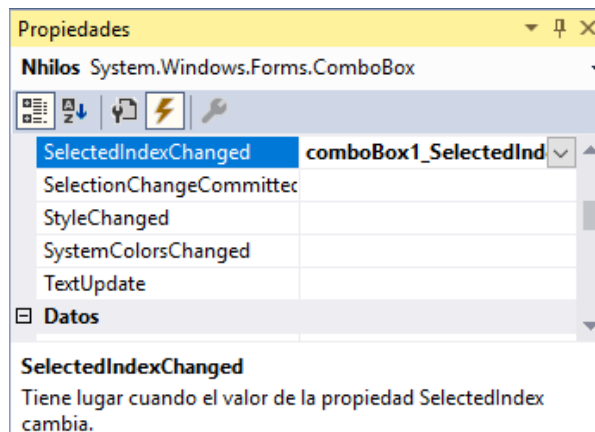 Propiedades
Nhilos System.Windows.Forms.ComboBox
SelectedIndexChanged comboBox1_SelectedInd
SelectionChangeCommitted
StyleChanged
SystemColorsChanged
TextUpdate
Datos
SelectedIndexChanged
Tiene lugar cuando el valor de la propiedad SelectedIndex
cambia.